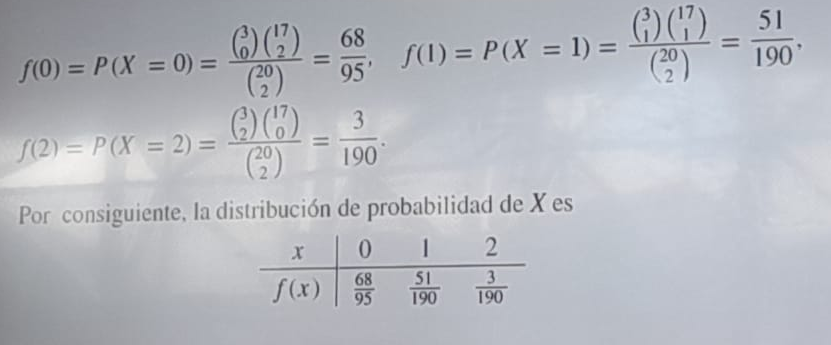 f(0) = P(X = 0) = \frac{\binom{3}{0}\binom{17}{2}}{\binom{20}{2}} = \frac{68}{95}, f(1) = P(X = 1) = \frac{\binom{3}{1}\binom{17}{1}}{\binom{20}{2}} = \frac{51}{190},
f(2) = P(X = 2) = \frac{\binom{3}{2}\binom{17}{0}}{\binom{20}{2}} = \frac{3}{190}.
Por consiguiente, la distribución de probabilidad de X es
x 0 1 2
f(x) \frac{68}{95} \frac{51}{190} \frac{3}{190}